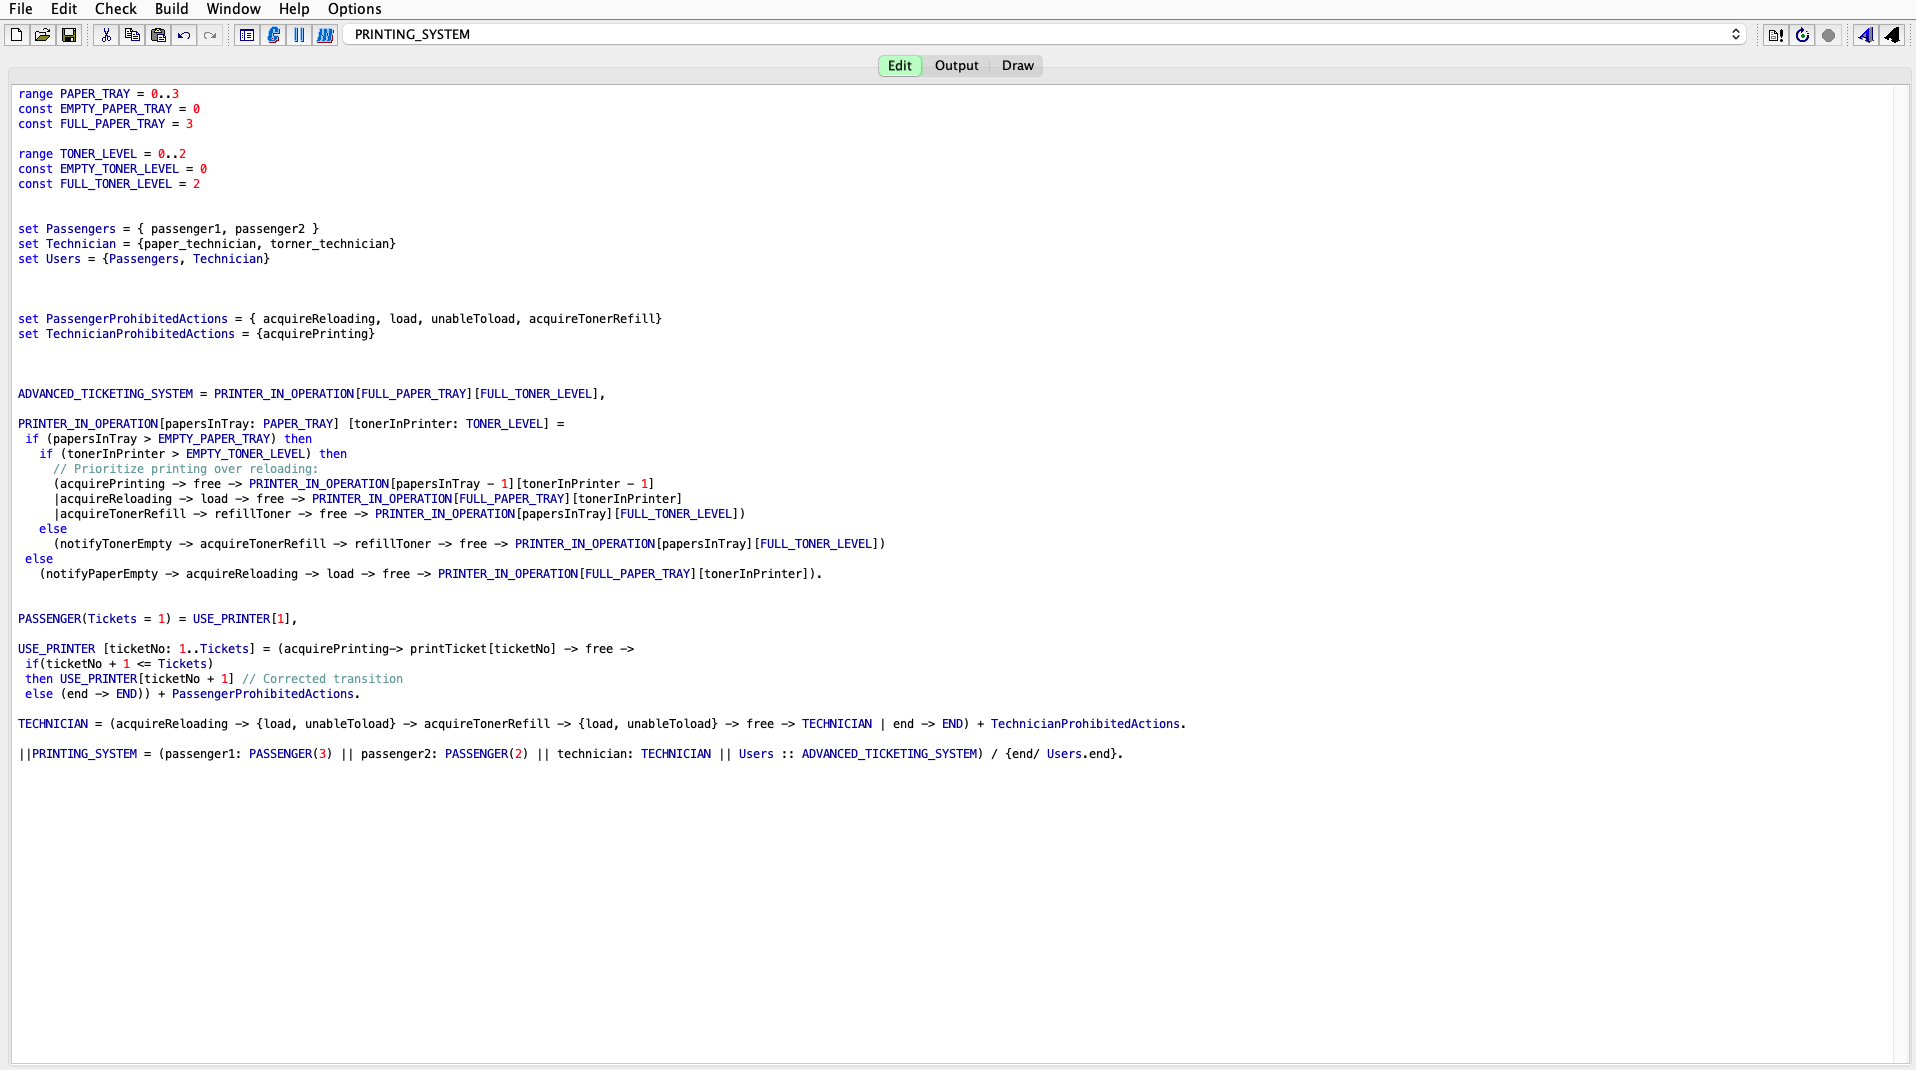 File Edit Check Build Window Help Options
PRINTING_SYSTEM
Edit Output Draw
range PAPER_TRAY = 0..3
const EMPTY_PAPER_TRAY = 0
const FULL_PAPER_TRAY = 3
range TONER_LEVEL = 0..2
const EMPTY_TONER_LEVEL = 0
const FULL_TONER_LEVEL = 2
set Passengers = { passenger1, passenger2 }
set Technician = {paper_technician, torner_technician}
set Users = {Passengers, Technician}
set PassengerProhibitedActions = { acquireReloading, load, unableToload, acquireTonerRefill}
set TechnicianProhibitedActions = {acquirePrinting}
ADVANCED_TICKETING_SYSTEM = PRINTER_IN_OPERATION[FULL_PAPER_TRAY][FULL_TONER_LEVEL],
PRINTER_IN_OPERATION[papersInTray: PAPER_TRAY] [tonerInPrinter: TONER_LEVEL] =
if (papersInTray > EMPTY_PAPER_TRAY) then
if (tonerInPrinter > EMPTY_TONER_LEVEL) then
// Prioritize printing over reloading:
(acquirePrinting -> free -> PRINTER_IN_OPERATION[papersInTray - 1][tonerInPrinter - 1]
|acquireReloading -> load -> free -> PRINTER_IN_OPERATION[FULL_PAPER_TRAY][tonerInPrinter]
|acquireTonerRefill -> refillToner -> free -> PRINTER_IN_OPERATION[papersInTray][FULL_TONER_LEVEL])
else
(notifyTonerEmpty -> acquireTonerRefill -> refillToner -> free -> PRINTER_IN_OPERATION[papersInTray][FULL_TONER_LEVEL])
else
(notifyPaperEmpty -> acquireReloading -> load -> free -> PRINTER_IN_OPERATION[FULL_PAPER_TRAY][tonerInPrinter]).
PASSENGER(Tickets = 1) = USE_PRINTER[1],
USE_PRINTER [ticketNo: 1..Tickets] = (acquirePrinting-> printTicket[ticketNo] -> free ->
if(ticketNo + 1 <= Tickets)
then USE_PRINTER[ticketNo + 1] // Corrected transition
else (end -> END)) + PassengerProhibitedActions.
TECHNICIAN = (acquireReloading -> {load, unableToload} -> acquireTonerRefill -> {load, unableToload} -> free -> TECHNICIAN | end -> END) + TechnicianProhibitedActions.
||PRINTING_SYSTEM = (passenger1: PASSENGER(3) || passenger2: PASSENGER(2) || technician: TECHNICIAN || Users :: ADVANCED_TICKETING_SYSTEM) / {end/ Users.end}.